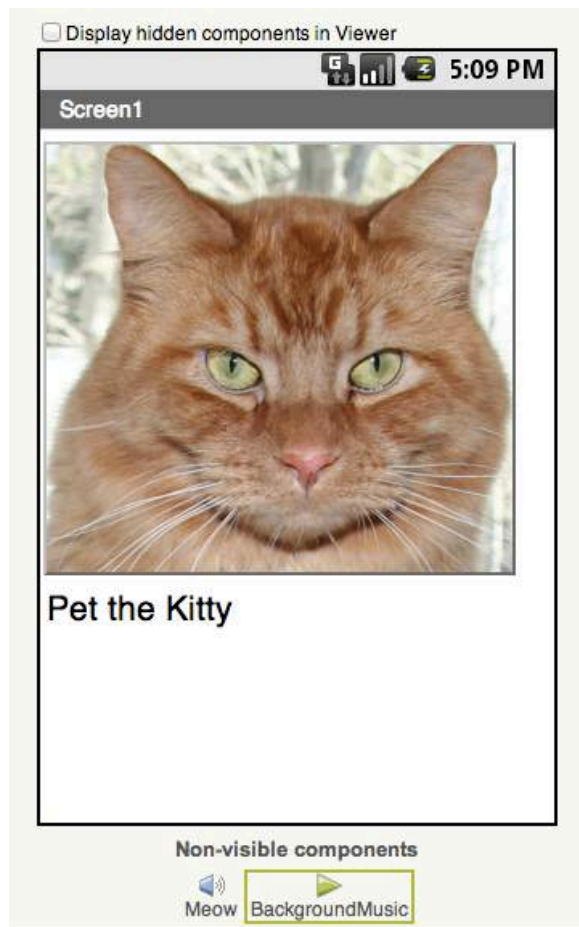 Display hidden components in Viewer
G 5:09 PM
Screen1
Pet the Kitty
Non-visible components
Meow BackgroundMusic